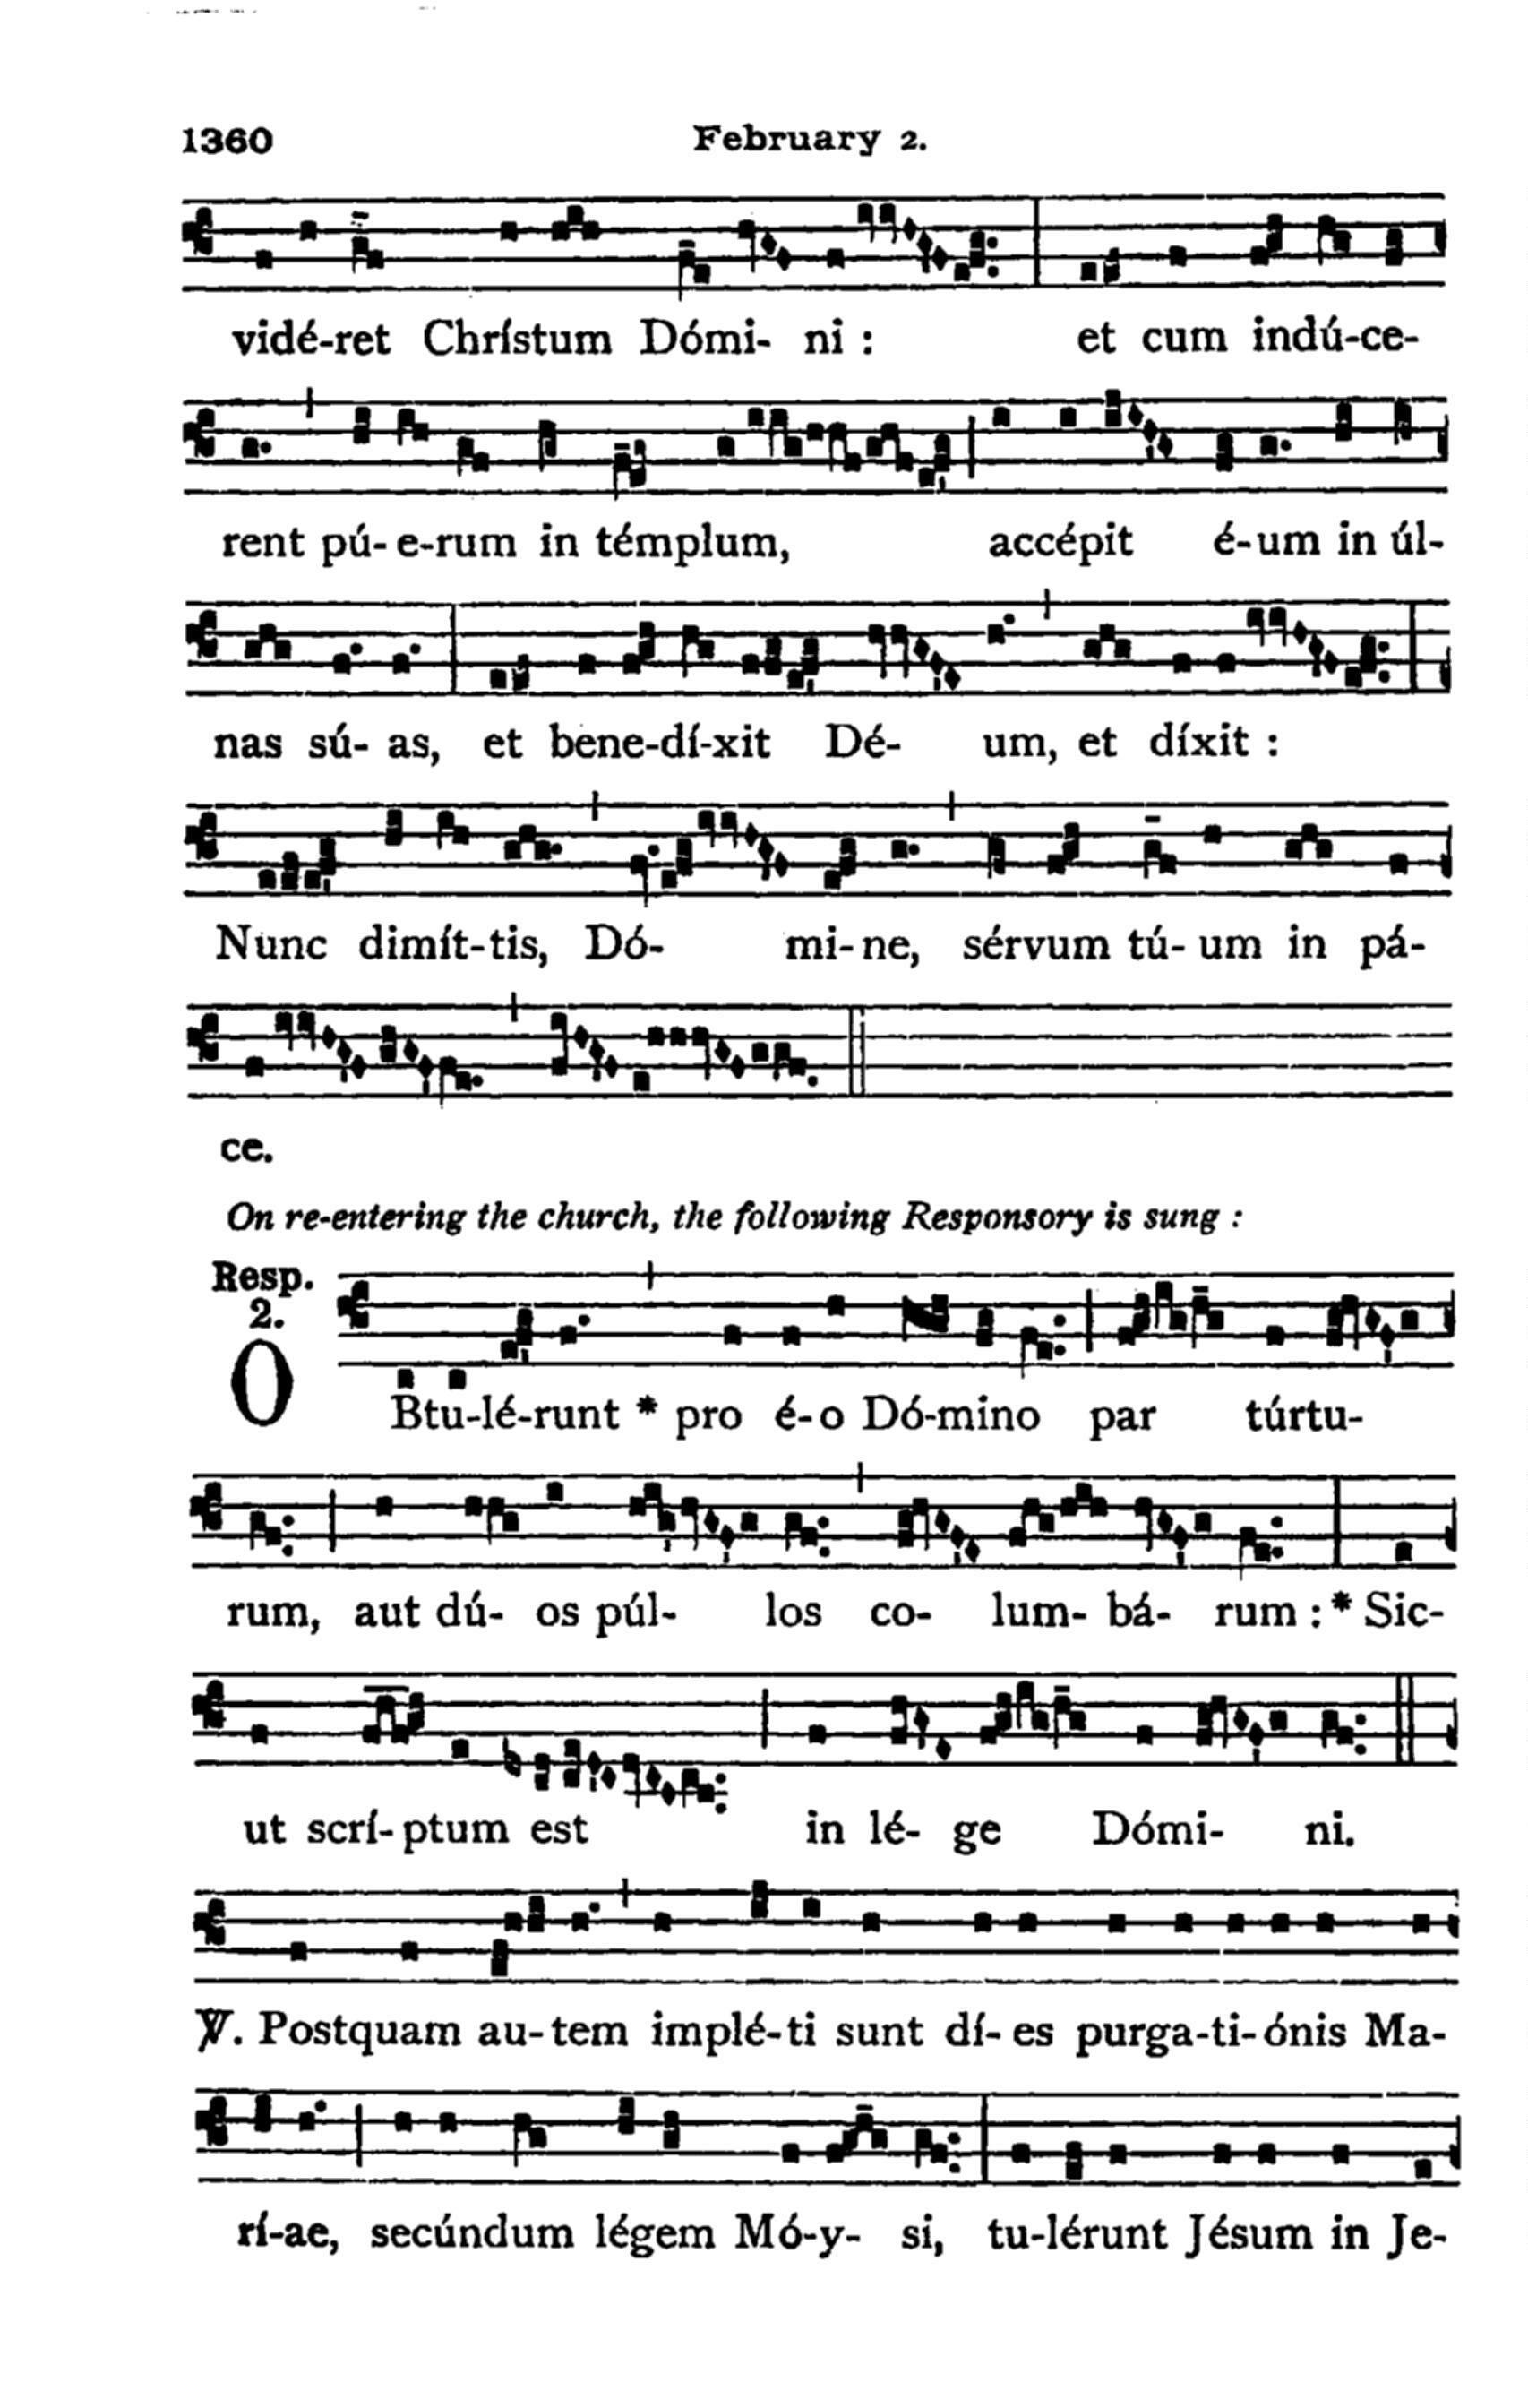 1360 February 2.
vidé-ret Chrístum Dómi- ni : et cum indú-ce-
rent pú- e-rum in témplum, accépit é-um in úl-
nas sú- as, et bene-dí-xit Dé- um, et díxit :
Nunc dimít-tis, Dó- mi-ne, sérvum tú- um in pá-
ce.
On re-entering the church, the following Responsory is sung :
Resp.
2.
OBtu-lé-runt * pro é-o Dó-mino par túrtu-
rum, aut dú- os púl- los co- lum- bá- rum : * Sic-
ut scrí-ptum est in lé- ge Dómi- ni.
℣. Postquam au-tem implé-ti sunt dí- es purga-ti-ónis Ma-
rí-ae, secúndum légem Mó-y- si, tu-lérunt Jésum in Je-